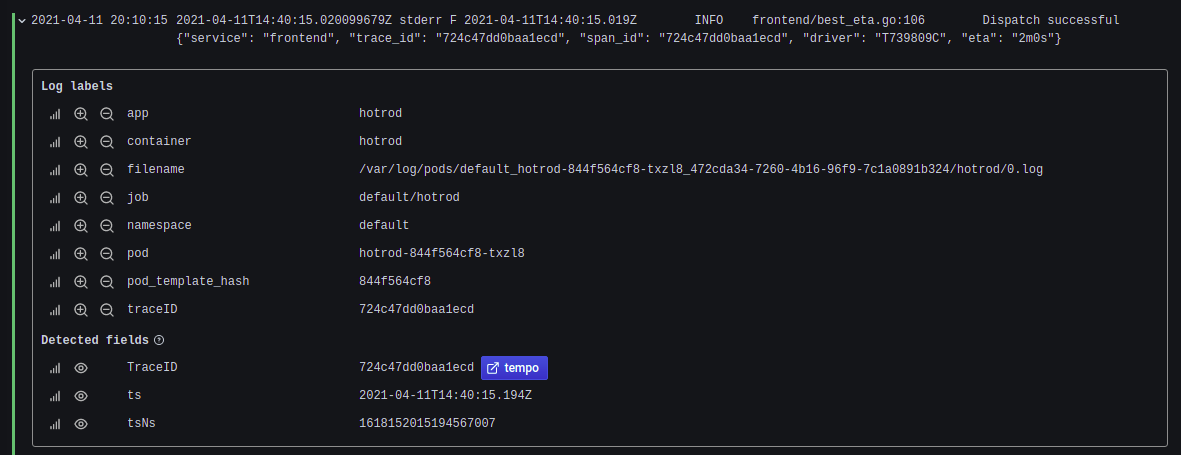 2021-04-11 20:10:15 2021-04-11T14:40:15.020099679Z stderr F 2021-04-11T14:40:15.019Z INFO frontend/best_eta.go:106 Dispatch successful
{"service": "frontend", "trace_id": "724c47dd0baa1ecd", "span_id": "724c47dd0baa1ecd", "driver": "T739809C", "eta": "2m0s"}
Log labels
app hotrod
container hotrod
filename /var/log/pods/default_hotrod-844f564cf8-txzl8_472cda34-7260-4b16-96f9-7c1a0891b324/hotrod/0.log
job default/hotrod
namespace default
pod hotrod-844f564cf8-txzl8
pod_template_hash 844f564cf8
traceID 724c47dd0baa1ecd
Detected fields
TraceID 724c47dd0baa1ecd tempo
ts 2021-04-11T14:40:15.194Z
tsNs 1618152015194567007